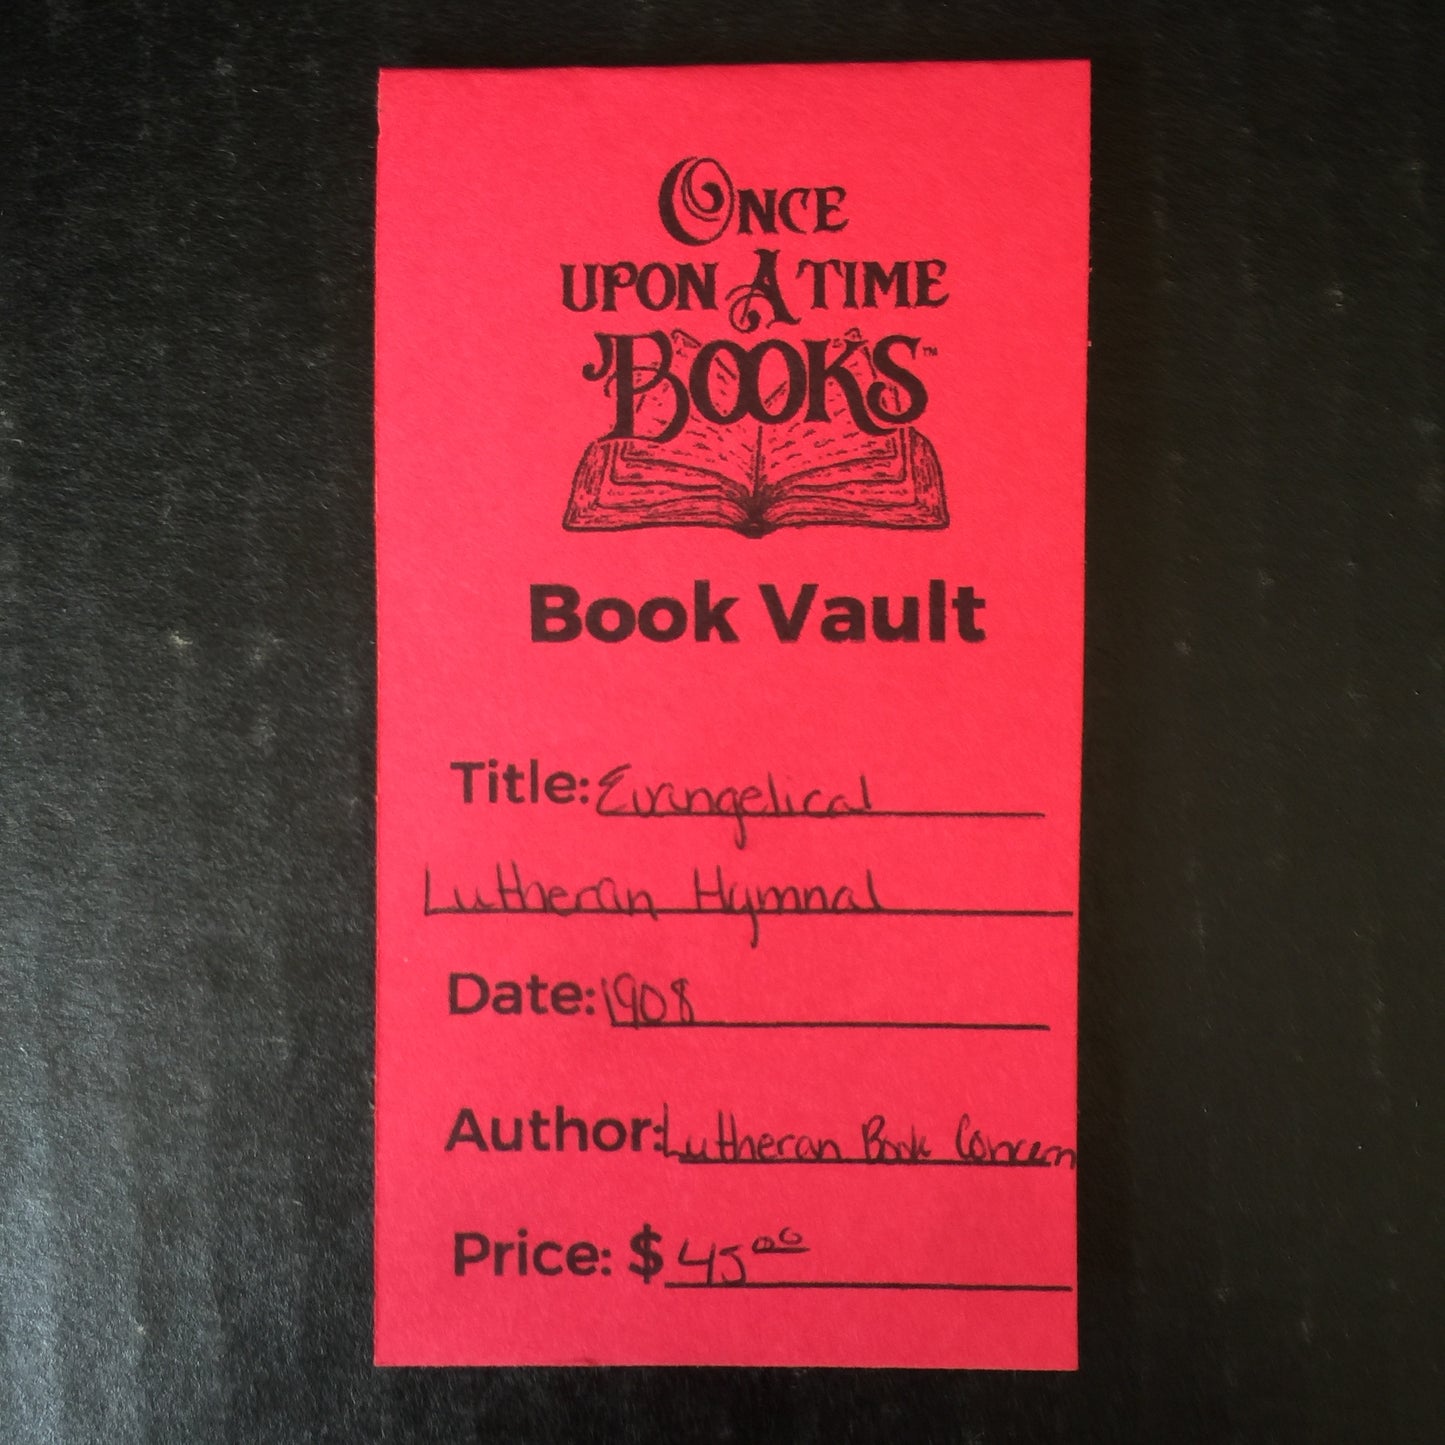 ONCE
UPON A TIME
BOOKS™
Book Vault
Title: Evangelical
Lutheran Hymnal
Date: 1908
Author: Lutheran Book Concern
Price: $ 45 00